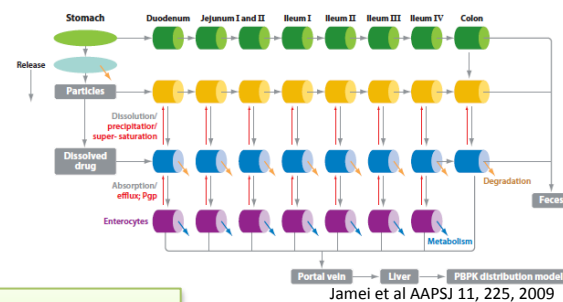 Stomach Duodenum Jejunum I and II Ileum I Ileum II Ileum III Ileum IV Colon
Release
Particles
Dissolution/
precipitation/
super- saturation
Dissolved
drug
Degradation
Absorption/
efflux; Pgp
Feces
Enterocytes
Metabolism
Portal vein Liver PBPK distribution model
Jamei et al AAPSJ 11, 225, 2009